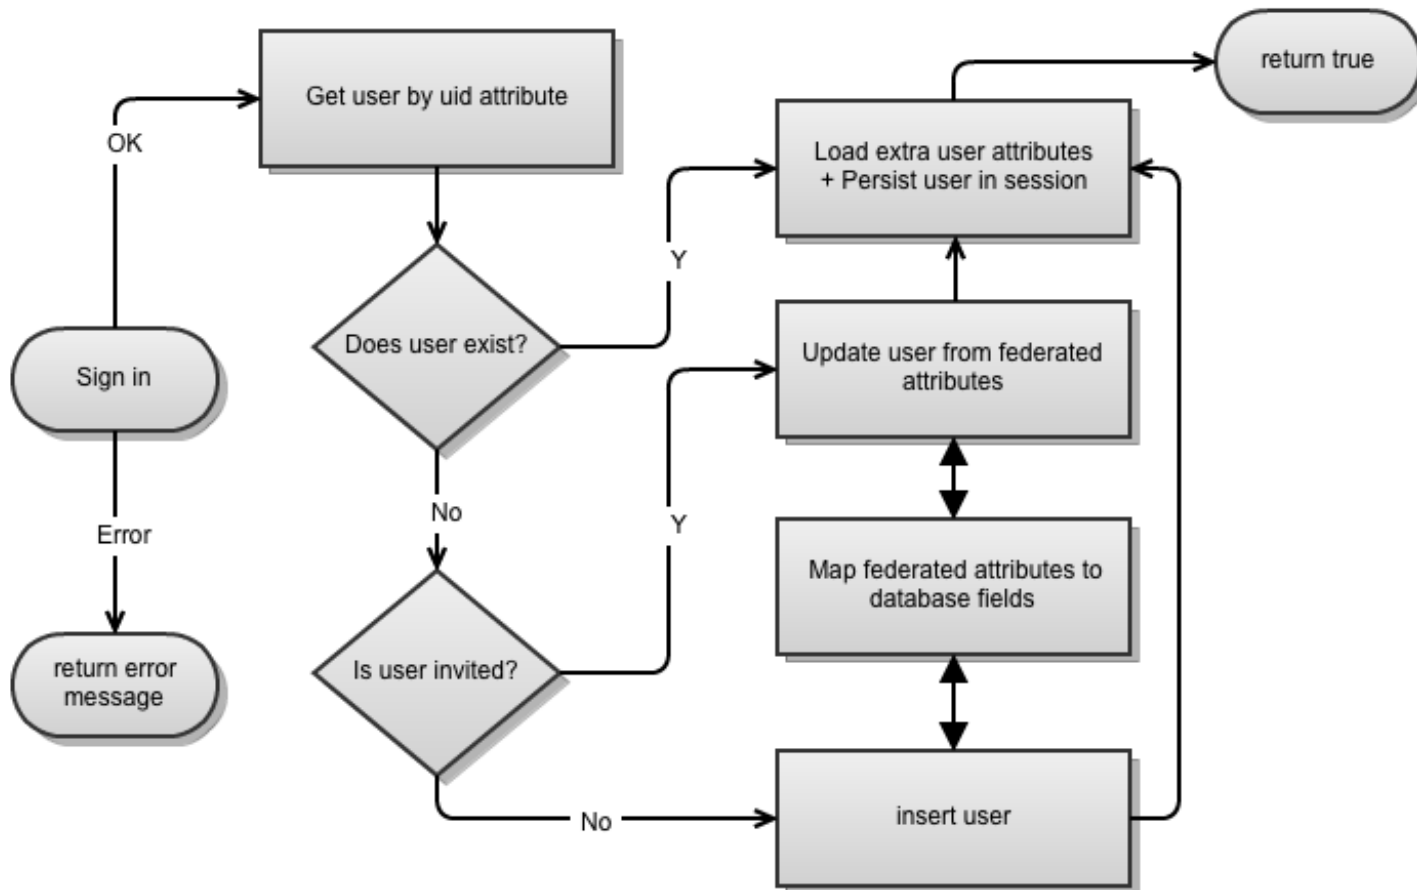 Get user by uid attribute
return true
OK
Load extra user attributes
+ Persist user in session
Y
Does user exist?
Sign in
Update user from federated
attributes
No
Y
Error
Map federated attributes to
database fields
Is user invited?
return error
message
No
insert user